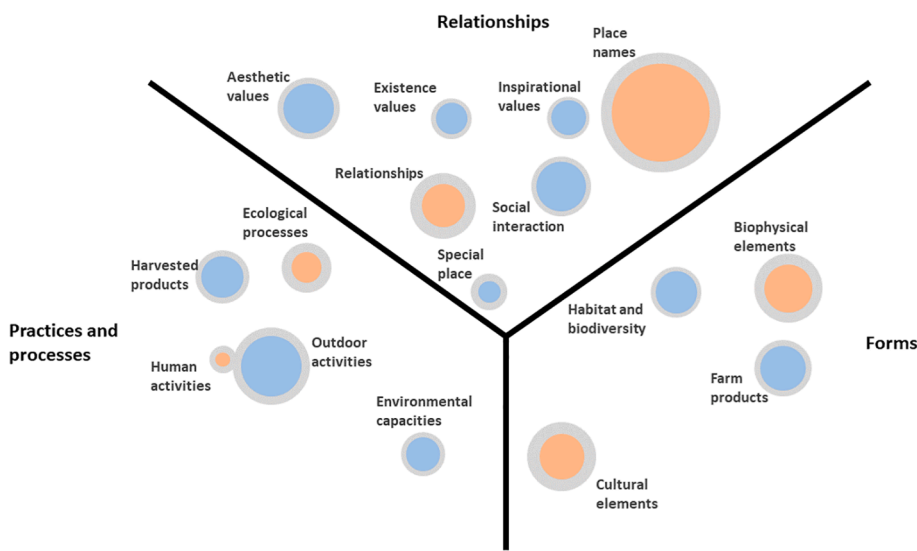 Relationships
Place
names
Aesthetic
values
Existence
values
Inspirational
values
Relationships
Social
interaction
Special
place
Ecological
processes
Harvested
products
Practices and
processes
Human
activities
Outdoor
activities
Environmental
capacities
Biophysical
elements
Habitat and
biodiversity
Forms
Farm
products
Cultural
elements